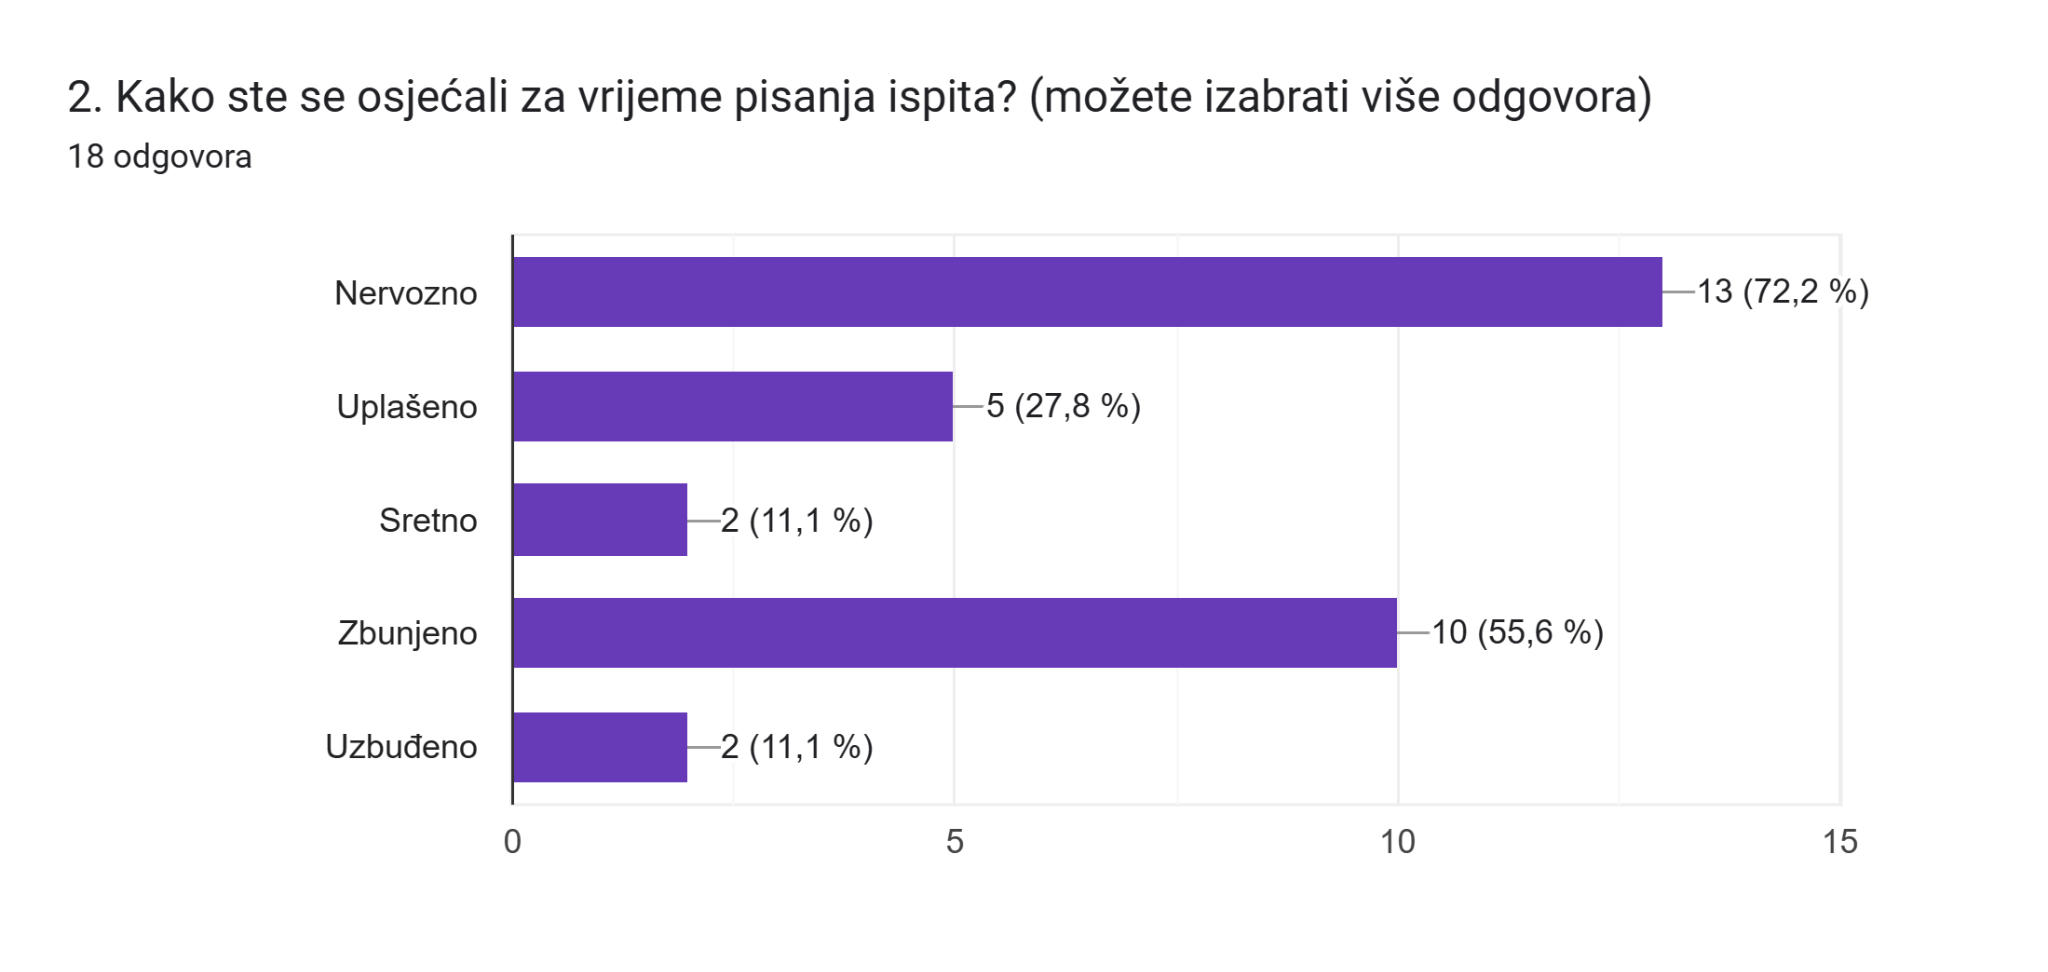 2. Kako ste se osjećali za vrijeme pisanja ispita? (možete izabrati više odgovora)
18 odgovora
Nervozno 13 (72,2 %)
Uplašeno 5 (27,8 %)
Sretno 2 (11,1 %)
Zbunjeno 10 (55,6 %)
Uzbuđeno 2 (11,1 %)
0 5 10 15